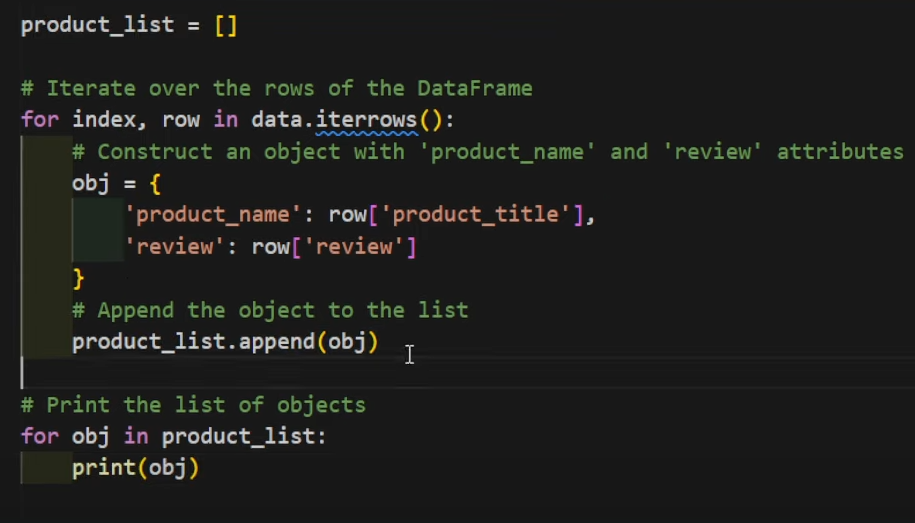 product_list = []
# Iterate over the rows of the DataFrame
for index, row in data.iterrows():
    # Construct an object with 'product_name' and 'review' attributes
    obj = {
        'product_name': row['product_title'],
        'review': row['review']
    }
    # Append the object to the list
    product_list.append(obj)
# Print the list of objects
for obj in product_list:
    print(obj)